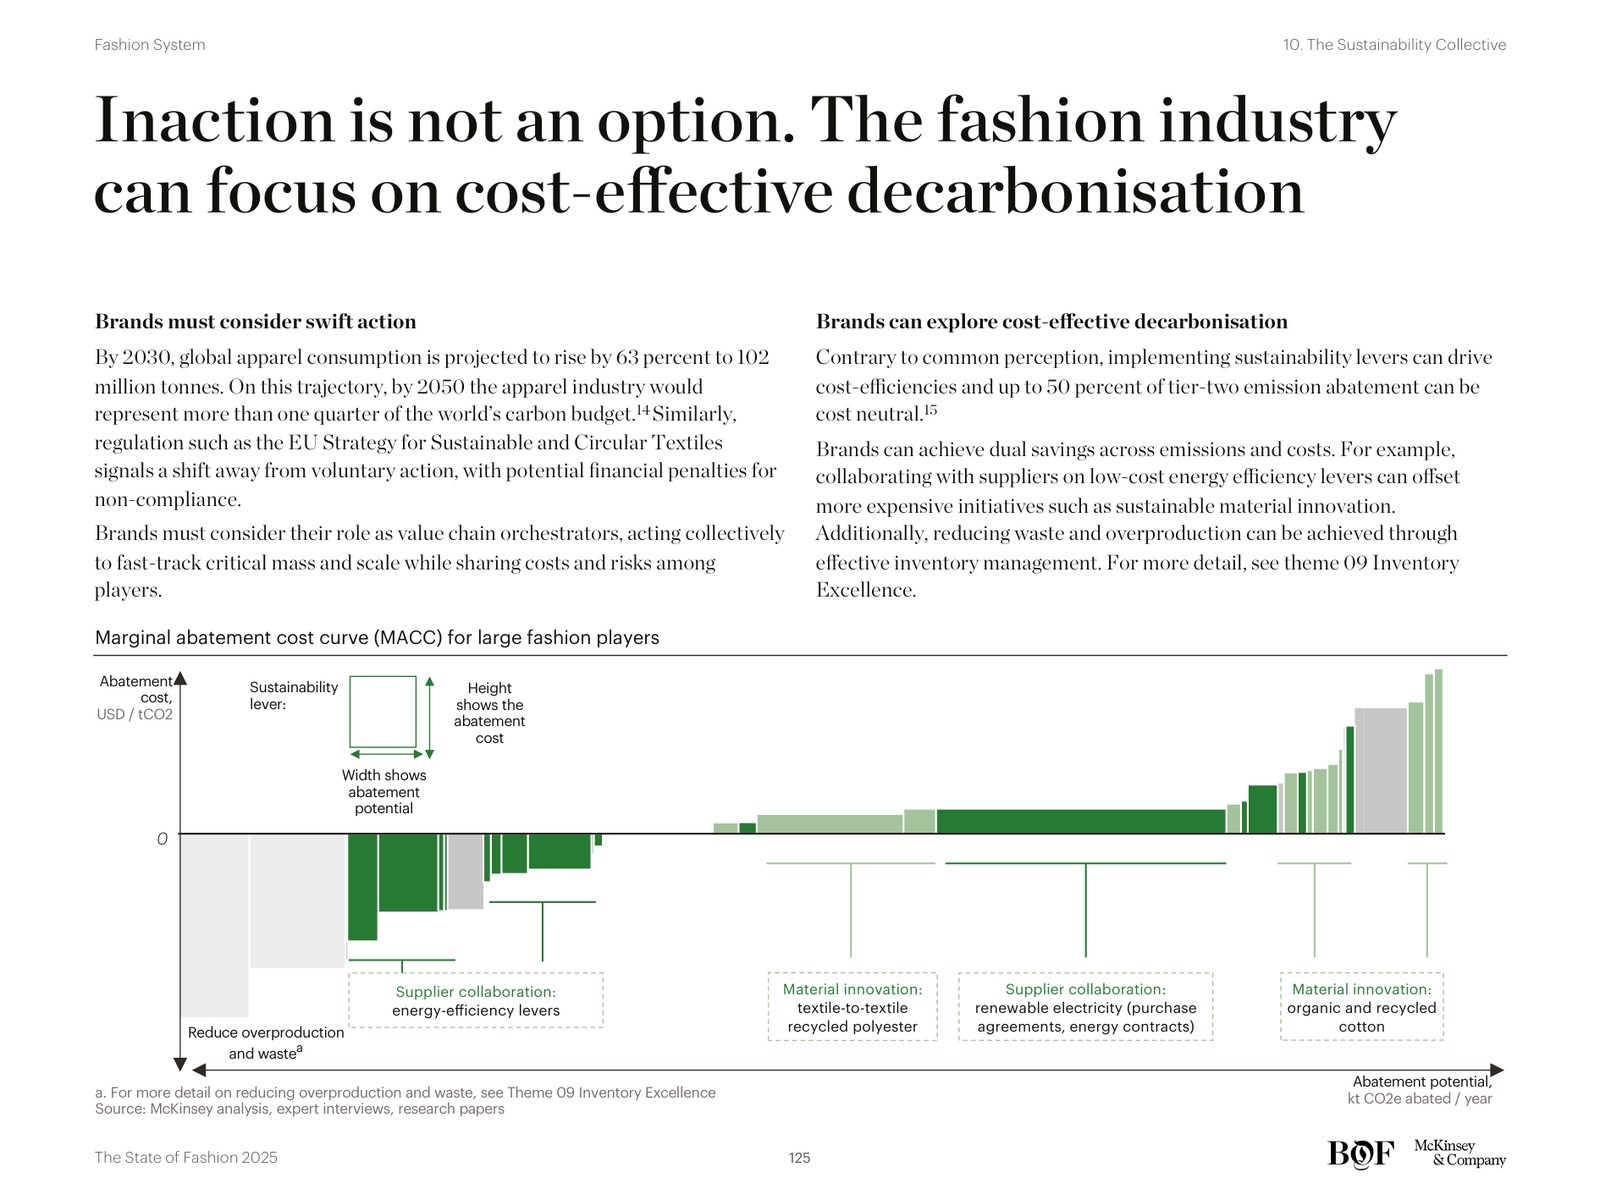 Fashion System
10. The Sustainability Collective
Inaction is not an option. The fashion industry
can focus on cost-effective decarbonisation
Brands must consider swift action
By 2030, global apparel consumption is projected to rise by 63 percent to 102
million tonnes. On this trajectory, by 2050 the apparel industry would
represent more than one quarter of the world's carbon budget.14 Similarly,
regulation such as the EU Strategy for Sustainable and Circular Textiles
signals a shift away from voluntary action, with potential financial penalties for
non-compliance.
Brands must consider their role as value chain orchestrators, acting collectively
to fast-track critical mass and scale while sharing costs and risks among
players.
Brands can explore cost-effective decarbonisation
Contrary to common perception, implementing sustainability levers can drive
cost-efficiencies and up to 50 percent of tier-two emission abatement can be
cost neutral.15
Brands can achieve dual savings across emissions and costs. For example,
collaborating with suppliers on low-cost energy efficiency levers can offset
more expensive initiatives such as sustainable material innovation.
Additionally, reducing waste and overproduction can be achieved through
effective inventory management. For more detail, see theme 09 Inventory
Excellence.
Marginal abatement cost curve (MACC) for large fashion players
Abatement
cost,
USD / tCO2
Sustainability
lever:
Height
shows the
abatement
cost
Width shows
abatement
potential
0
Reduce overproduction
and waste a
Supplier collaboration:
energy-efficiency levers
Material innovation:
textile-to-textile
recycled polyester
Supplier collaboration:
renewable electricity (purchase
agreements, energy contracts)
Material innovation:
organic and recycled
cotton
Abatement potential,
kt CO2e abated / year
a. For more detail on reducing overproduction and waste, see Theme 09 Inventory Excellence
Source: McKinsey analysis, expert interviews, research papers
The State of Fashion 2025
125
BOF
McKinsey
& Company